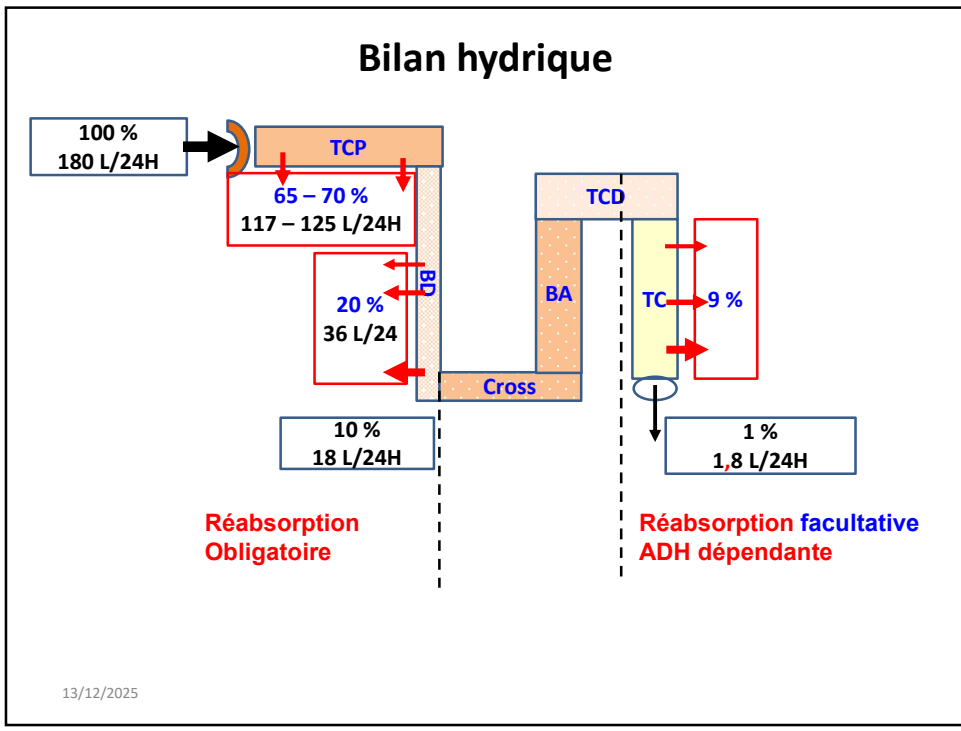 Bilan hydrique
100 %
180 L/24H
TCP
65 – 70 %
117 – 125 L/24H
BD
20 %
36 L/24
10 %
18 L/24H
Cross
BA
TCD
TC
9 %
1 %
1,8 L/24H
Réabsorption
Obligatoire
Réabsorption facultative
ADH dépendante
13/12/2025